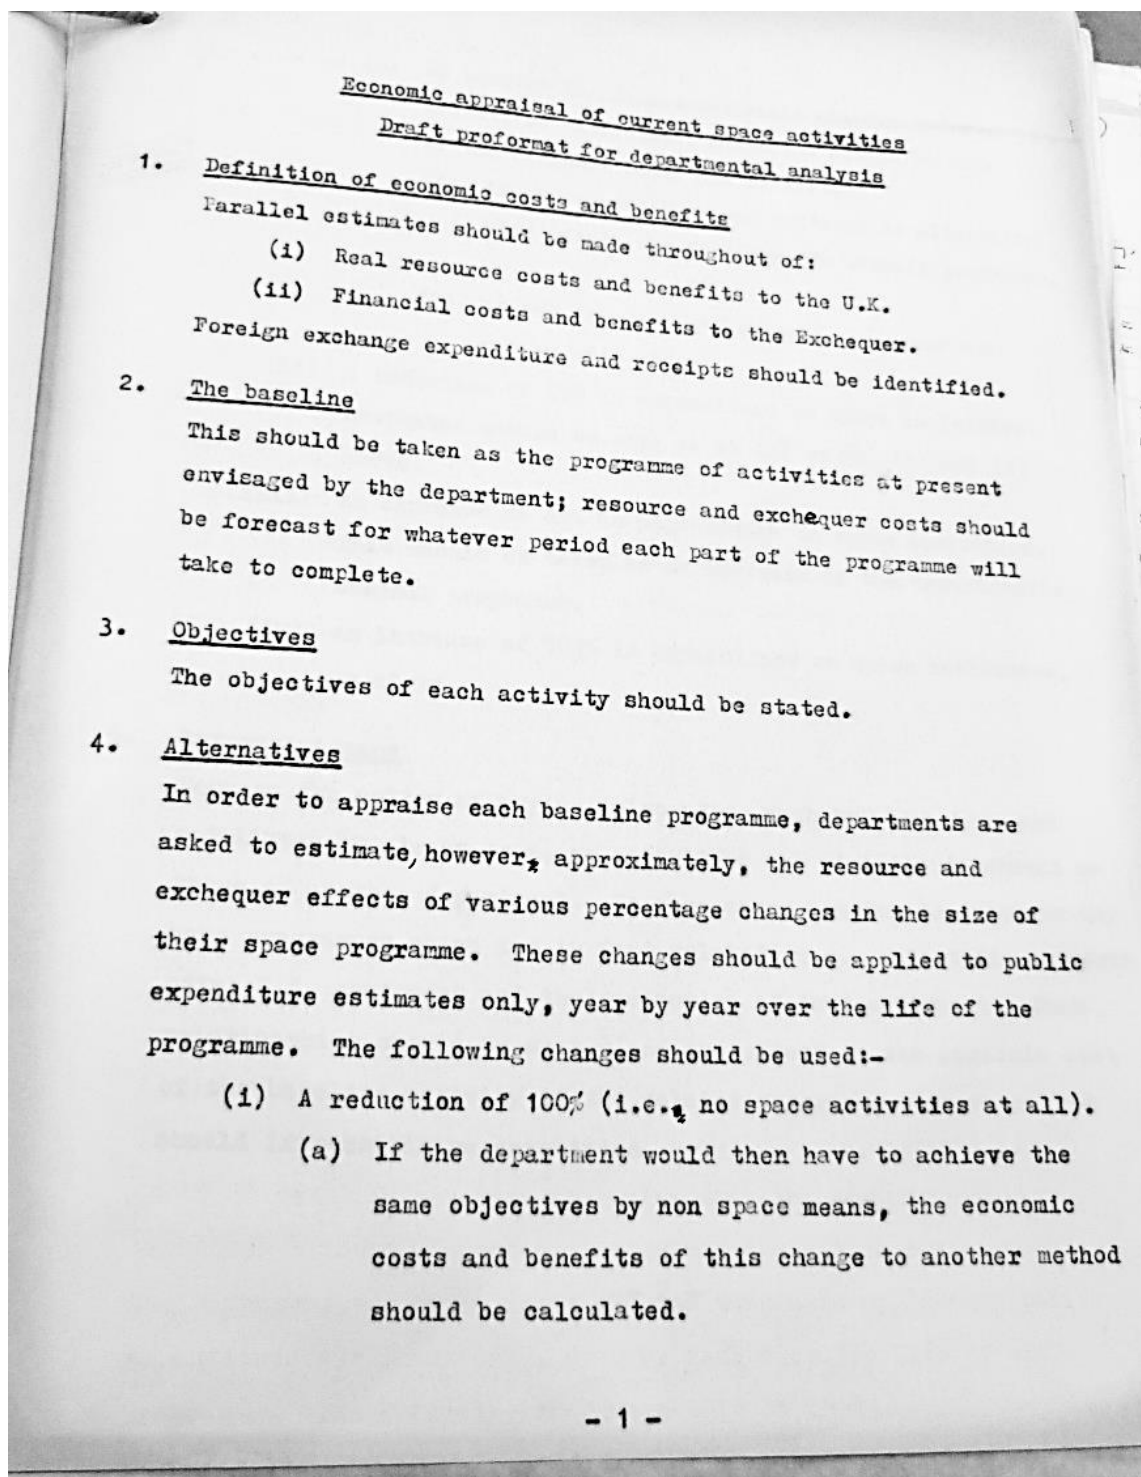 Economic appraisal of current space activities
Draft proformat for departmental analysis
1. Definition of economic costs and benefits
Parallel estimates should be made throughout of:
(i) Real resource costs and benefits to the U.K.
(ii) Financial costs and benefits to the Exchequer.
Foreign exchange expenditure and receipts should be identified.
2. The baseline
This should be taken as the programme of activities at present
envisaged by the department; resource and exchequer costs should
be forecast for whatever period each part of the programme will
take to complete.
3. Objectives
The objectives of each activity should be stated.
4. Alternatives
In order to appraise each baseline programme, departments are
asked to estimate, however, approximately, the resource and
exchequer effects of various percentage changes in the size of
their space programme. These changes should be applied to public
expenditure estimates only, year by year over the life of the
programme. The following changes should be used:-
(i) A reduction of 100% (i.e., no space activities at all).
(a) If the department would then have to achieve the
same objectives by non space means, the economic
costs and benefits of this change to another method
should be calculated.
- 1 -